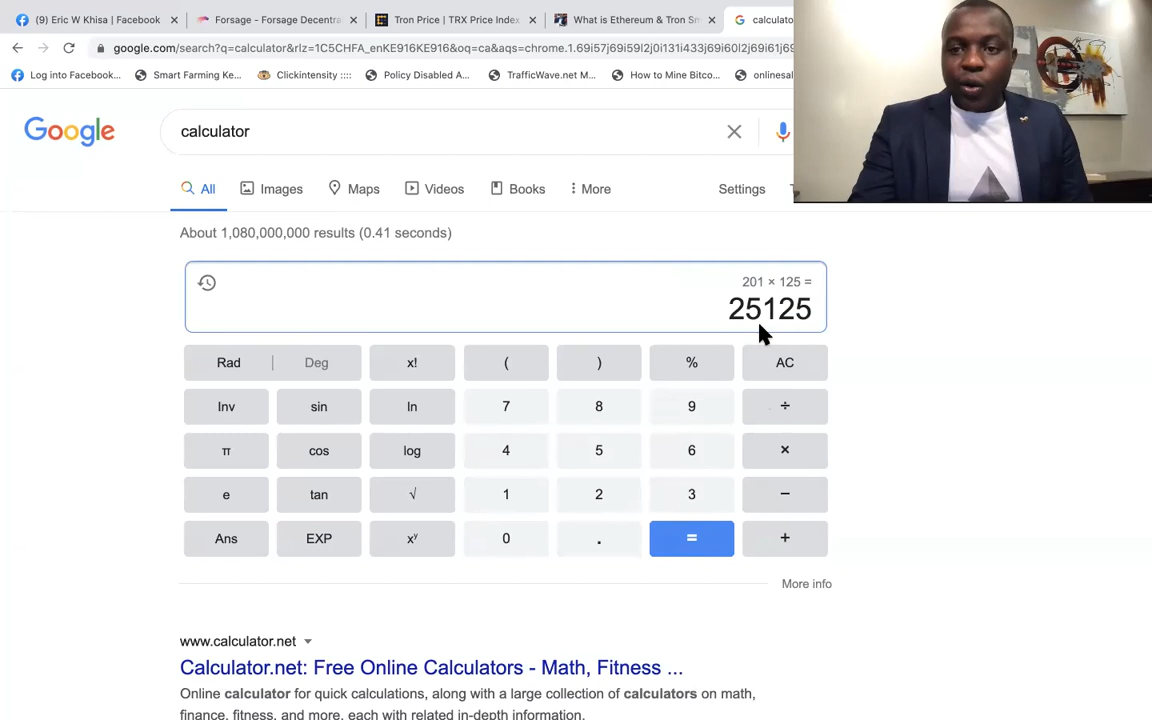 (9) Eric W Khisa | Facebook
Forsage - Forsage Decentra
Tron Price | TRX Price Index
What is Ethereum & Tron Sm
calculato
google.com/search?q=calculator&rlz=1C5CHFA_enKE916KE916&oq=ca&aqs=chrome.1.69i57j69i59l2j0i131i433j69i60l2j69i61j69
Log into Facebook...
Smart Farming Ke...
Clickintensity ::::
Policy Disabled A...
TrafficWave.net M...
How to Mine Bitco...
onlinesal
Google
calculator
All
Images
Maps
Videos
Books
More
Settings
About 1,080,000,000 results (0.41 seconds)
201 × 125 =
25125
Rad Deg x! ( ) % AC
Inv sin ln 7 8 9 ÷
π cos log 4 5 6 ×
e tan √ 1 2 3 −
Ans EXP xʸ 0 . = +
More info
www.calculator.net
Calculator.net: Free Online Calculators - Math, Fitness ...
Online calculator for quick calculations, along with a large collection of calculators on math,
finance, fitness, and more, each with related in-depth information.